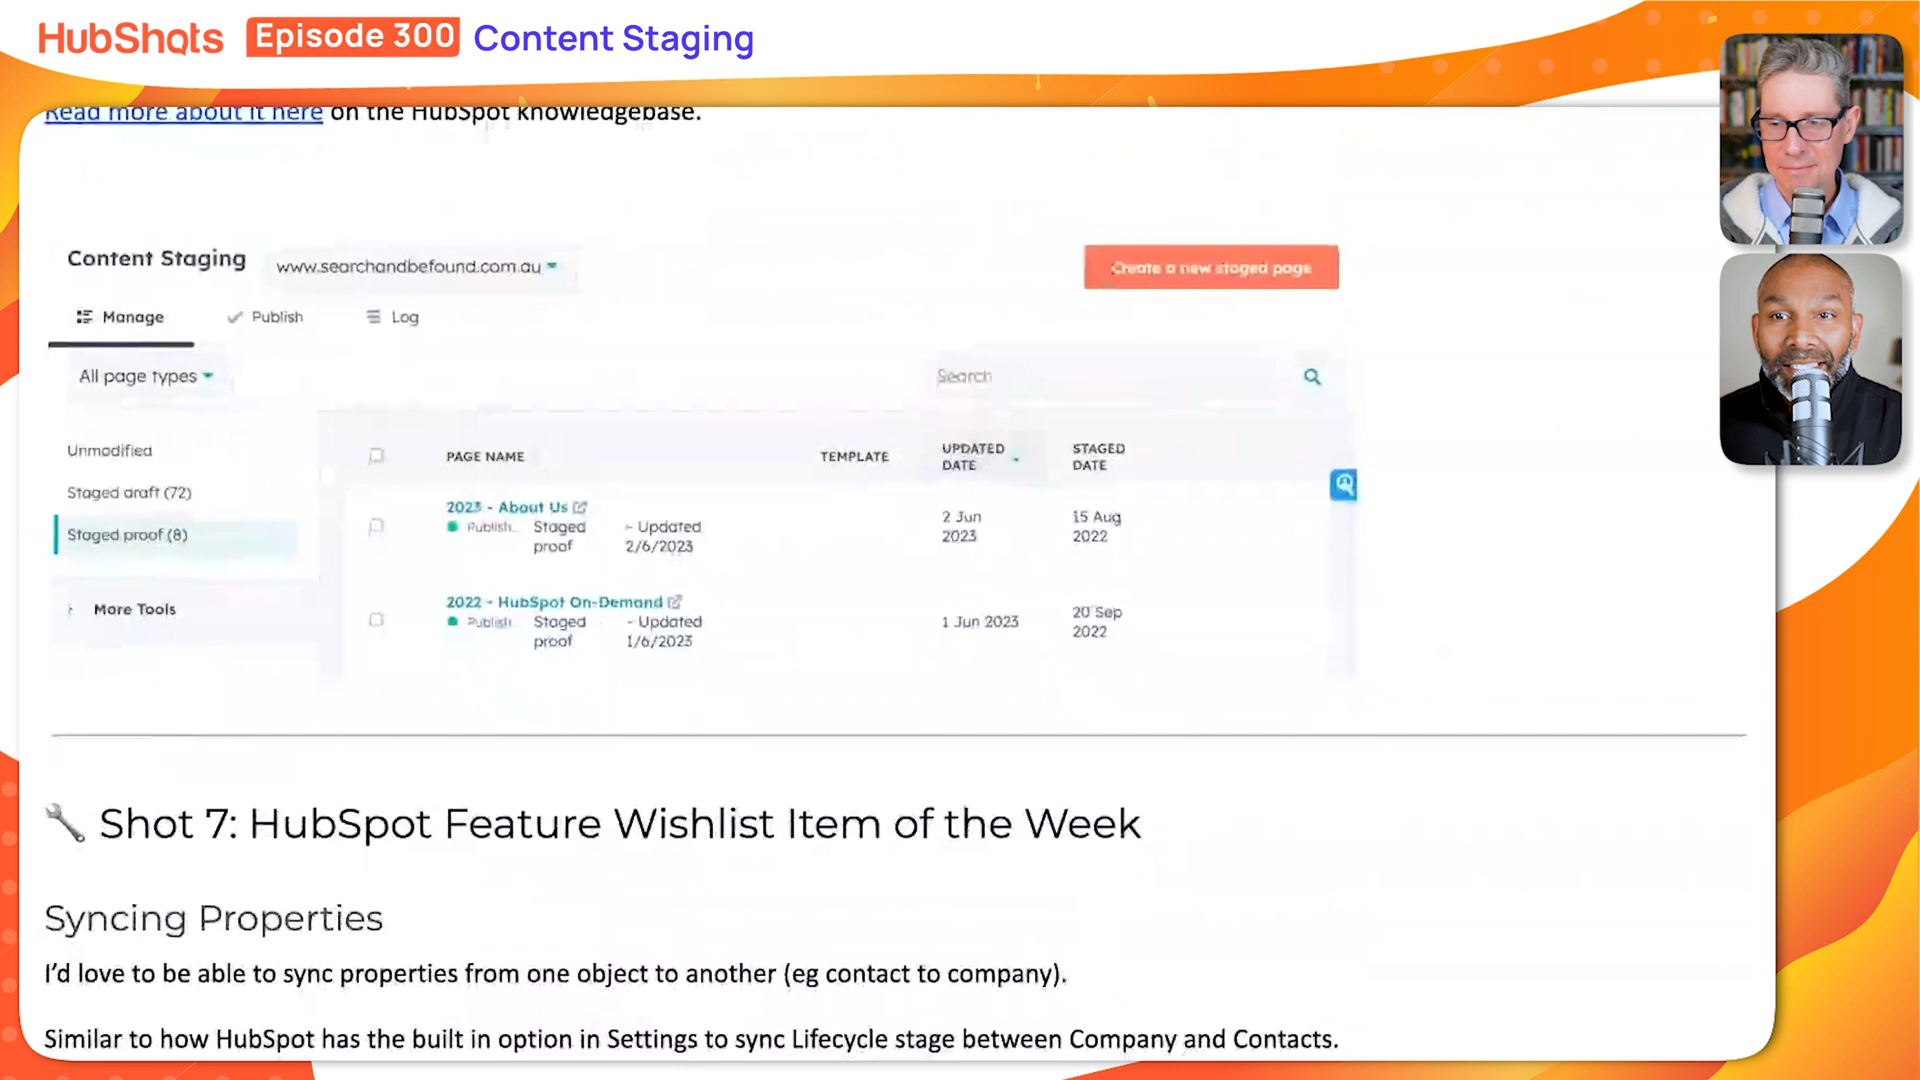 HubShots Episode 300 Content Staging
Read more about it here on the HubSpot knowledgebase.
Content Staging www.searchandbefound.com.au Create a new staged page
Manage Publish Log
All page types Search
Unmodified
Staged draft (72)
Staged proof (8)
More Tools
PAGE NAME TEMPLATE UPDATED DATE STAGED DATE
2023 - About Us
Publish... Staged proof - Updated 2/6/2023
2 Jun 2023
15 Aug 2022
2022 - HubSpot On-Demand
Publish Staged proof - Updated 1/6/2023
1 Jun 2023
20 Sep 2022
Shot 7: HubSpot Feature Wishlist Item of the Week
Syncing Properties
I'd love to be able to sync properties from one object to another (eg contact to company).
Similar to how HubSpot has the built in option in Settings to sync Lifecycle stage between Company and Contacts.